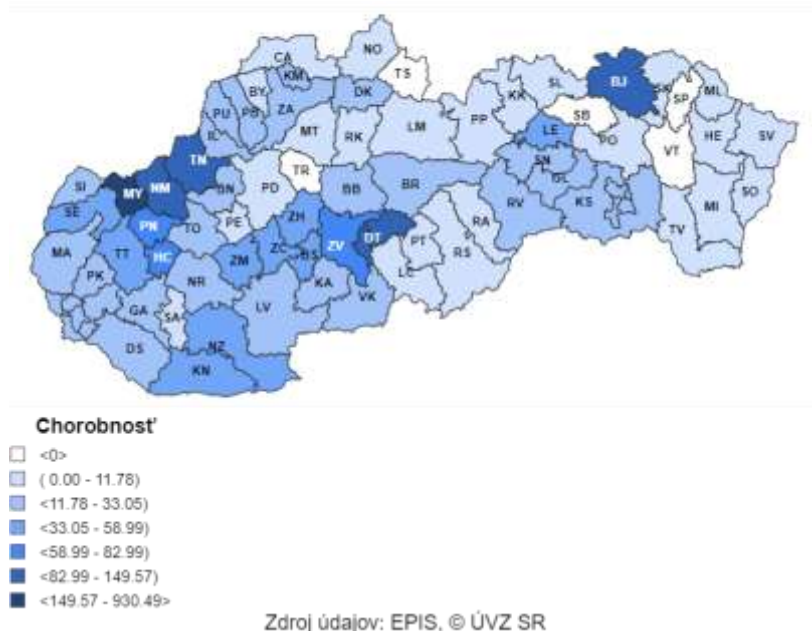 CA
NO
TS
KM
BY
DK
PU
PB
ZA
IL
MT
RK
LM
PP
KK
SL
BJ
SK
SP
ML
SB
LE
PO
HE
SV
VT
TN
TR
SN
GL
SO
SI
MY
NM
BN
PD
BB
BR
SE
PN
PE
ZH
RV
KS
MI
TO
RA
TV
MA
TT
HC
ZM
ZC
BS
ZV
DT
PT
RS
LC
PK
NR
KA
VK
GA
SA
LV
DS
NZ
KN
Chorobnosť
<0>
( 0.00 - 11.78)
<11.78 - 33.05)
<33.05 - 58.99)
<58.99 - 82.99)
<82.99 - 149.57)
<149.57 - 930.49>
Zdroj údajov: EPIS, © ÚVZ SR